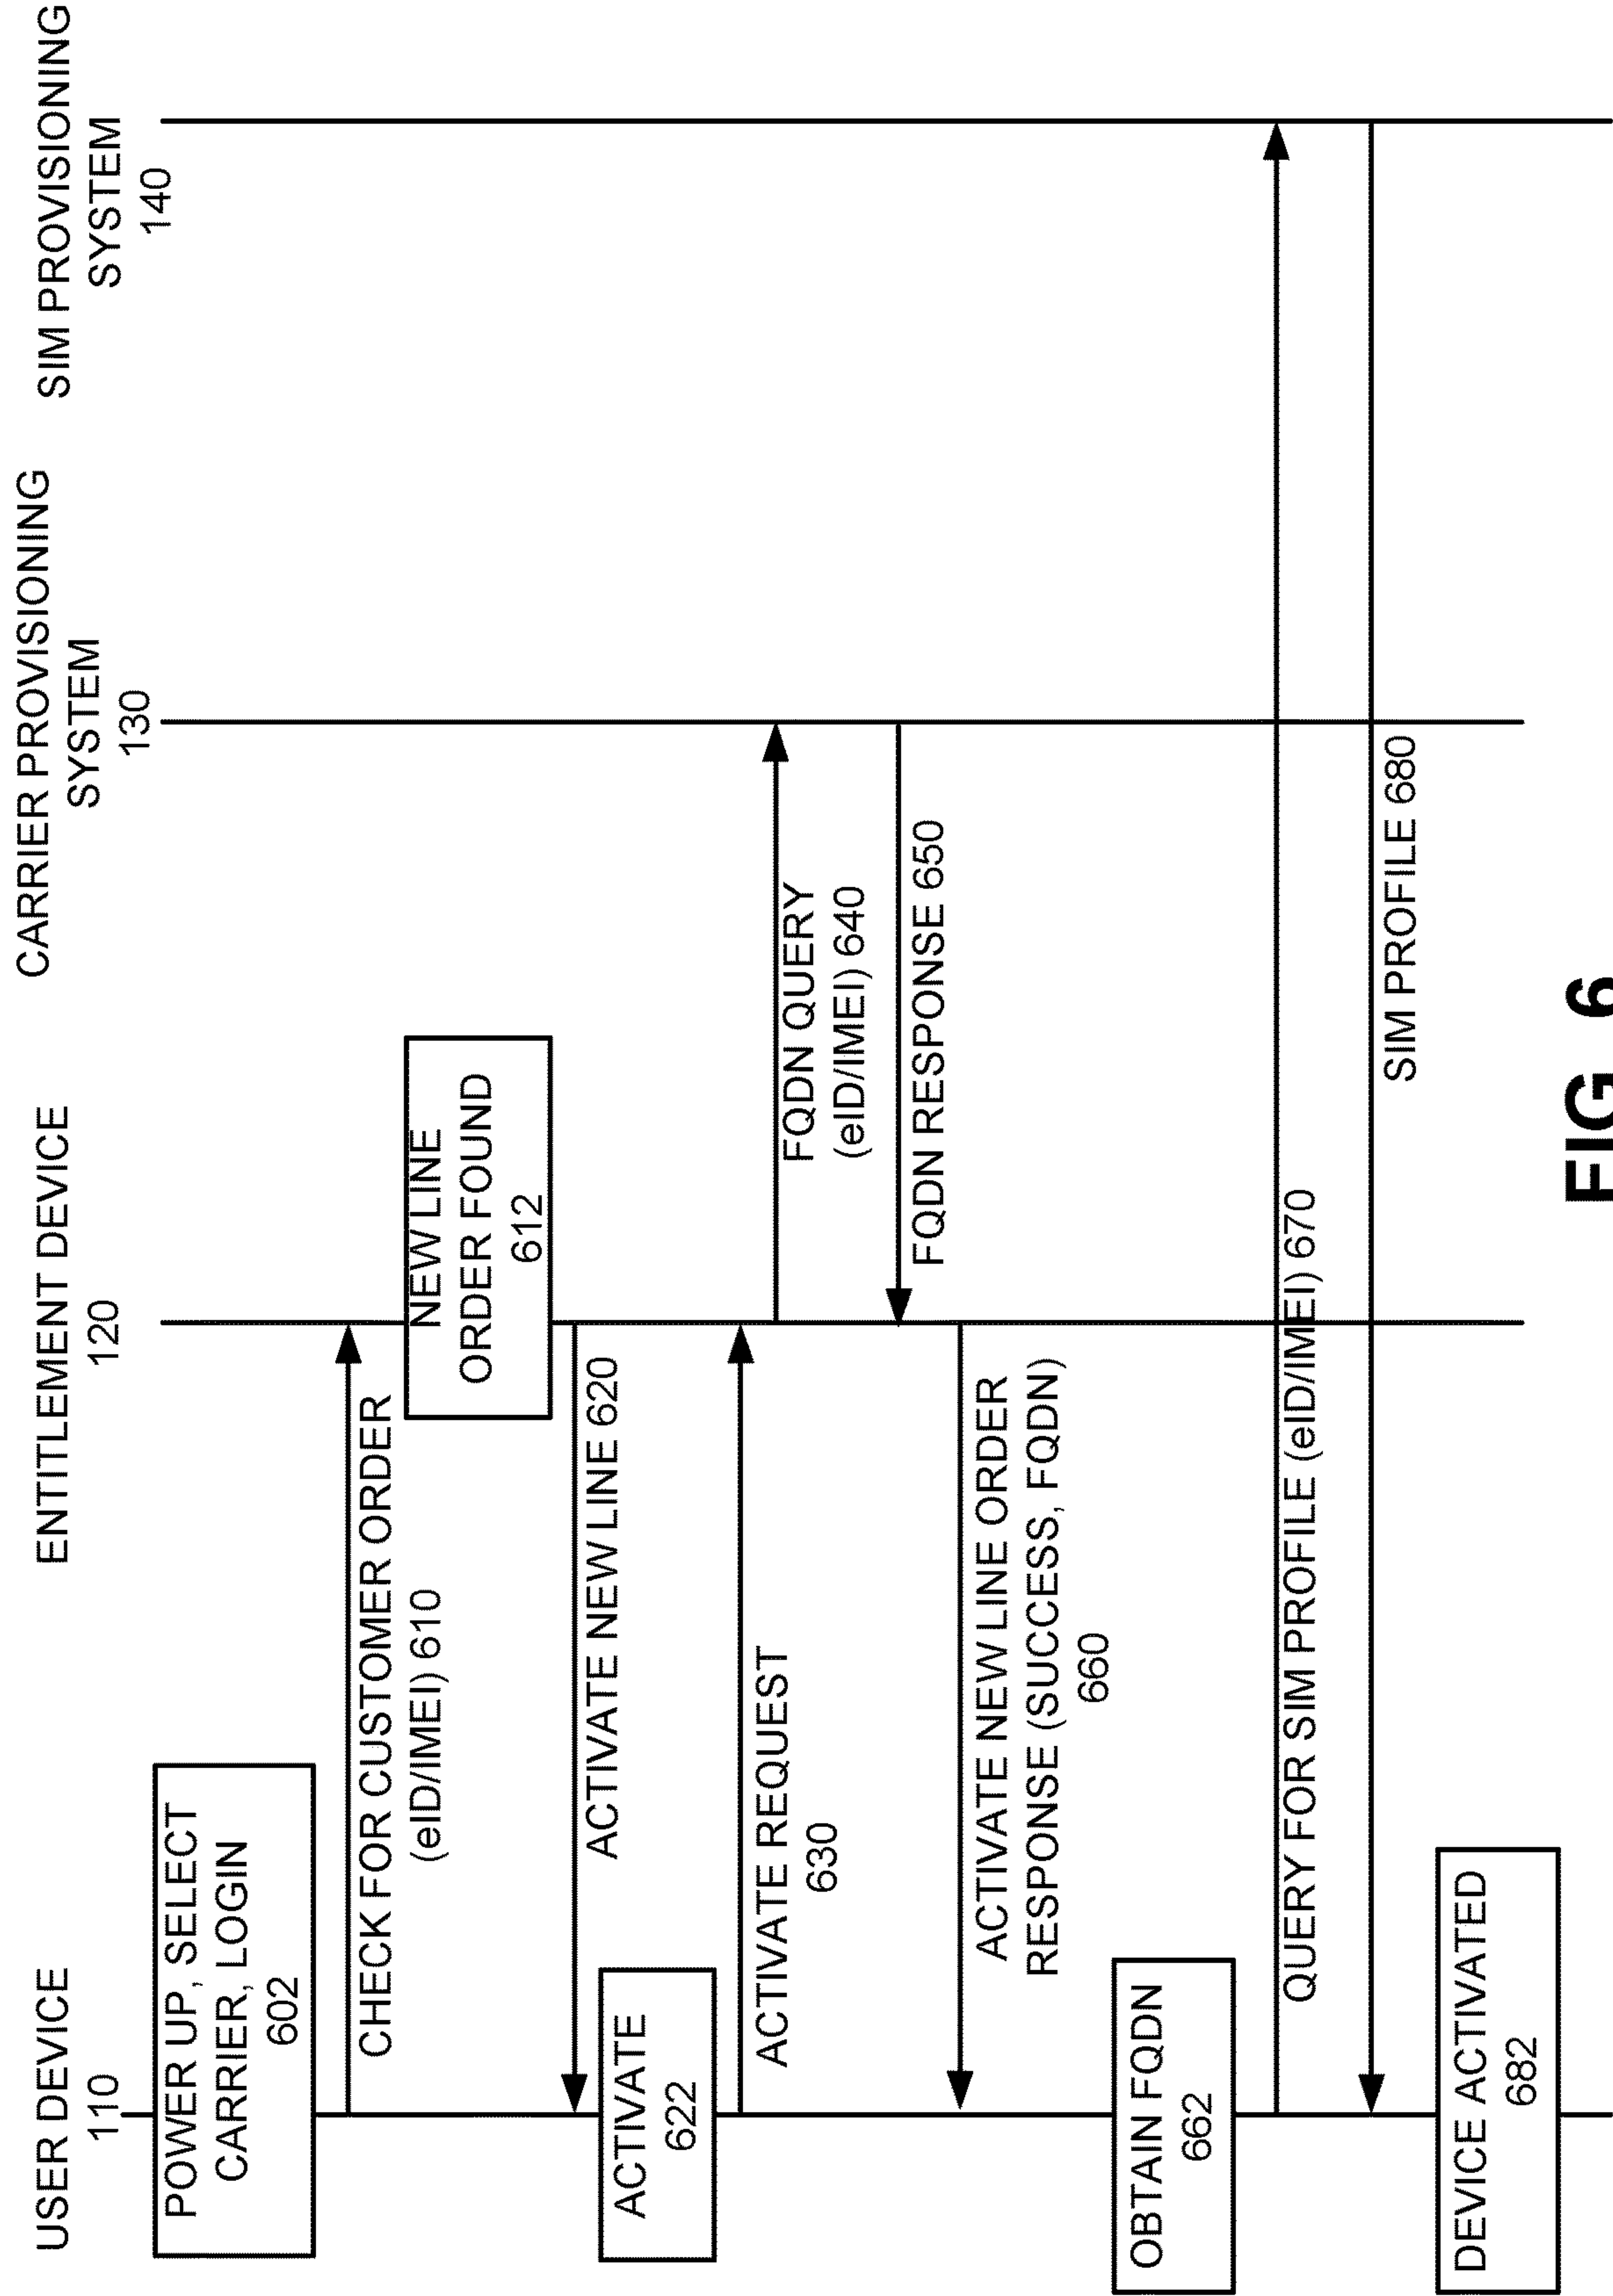 USER DEVICE
110
ENTITLEMENT DEVICE
120
CARRIER PROVISIONING
SYSTEM
130
SIM PROVISIONING
SYSTEM
140
POWER UP, SELECT
CARRIER, LOGIN
602
CHECK FOR CUSTOMER ORDER
(eID/IMEI) 610
NEW LINE
ORDER FOUND
612
ACTIVATE NEW LINE 620
ACTIVATE
622
ACTIVATE REQUEST
630
FQDN QUERY
(eID/IMEI) 640
FQDN RESPONSE 650
ACTIVATE NEW LINE ORDER
RESPONSE (SUCCESS, FQDN)
660
OBTAIN FQDN
662
QUERY FOR SIM PROFILE (eID/IMEI) 670
SIM PROFILE 680
DEVICE ACTIVATED
682
FIG. 6